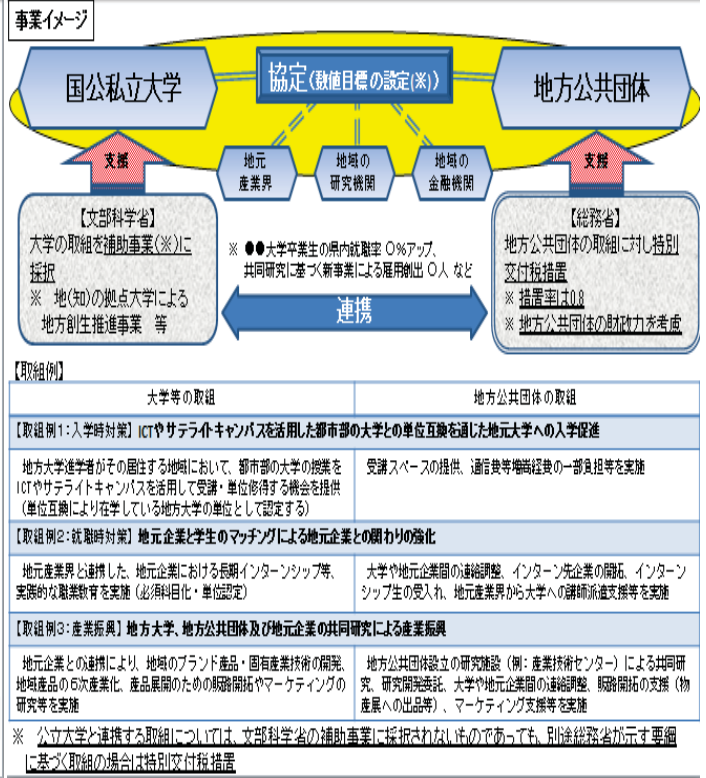 事業イメージ
国公私立大学
協定(数値目標の設定(※))
地方公共団体
支援
地元
産業界
地域の
研究機関
地域の
金融機関
支援
【文部科学省】
大学の取組を補助事業(※)に
採択
※ 地(知)の拠点大学による
地方創生推進事業 等
※ ●●大学卒業生の県内就職率 ○%アップ、
共同研究に基づく新事業による雇用創出 ○人 など
連携
【総務省】
地方公共団体の取組に対し特別
交付税措置
※ 措置率は0.8
※ 地方公共団体の財政力を考慮
【取組例】
大学等の取組
地方公共団体の取組
【取組例1:入学時対策】ICTやサテライトキャンパスを活用した都市部の大学との単位互換を通じた地元大学への入学促進
地方大学進学者がその居住する地域において、都市部の大学の授業を
ICTやサテライトキャンパスを活用して受講・単位修得する機会を提供
(単位互換により在学している地方大学の単位として認定する)
受講スペースの提供、通信費等増嵩経費の一部負担等を実施
【取組例2:就職時対策】地元企業と学生のマッチングによる地元企業との関わりの強化
地元産業界と連携した、地元企業における長期インターンシップ等、
実践的な職業教育を実施(必須科目化・単位認定)
大学や地元企業間の連絡調整、インターン先企業の開拓、インターン
シップ生の受入れ、地元産業界から大学への講師派遣支援等を実施
【取組例3:産業振興】地方大学、地方公共団体及び地元企業の共同研究による産業振興
地元企業との連携により、地域のブランド産品・固有産業技術の開発、
地域産品の6次産業化、産品展開のための販路開拓やマーケティングの
研究等を実施
地方公共団体設立の研究施設(例:産業技術センター)による共同研
究、研究開発委託、大学や地元企業間の連絡調整、販路開拓の支援(物
産展への出品等)、マーケティング支援等を実施
※ 公立大学と連携する取組については、文部科学省の補助事業に採択されないものであっても、別途総務省が示す要綱
に基づく取組の場合は特別交付税措置